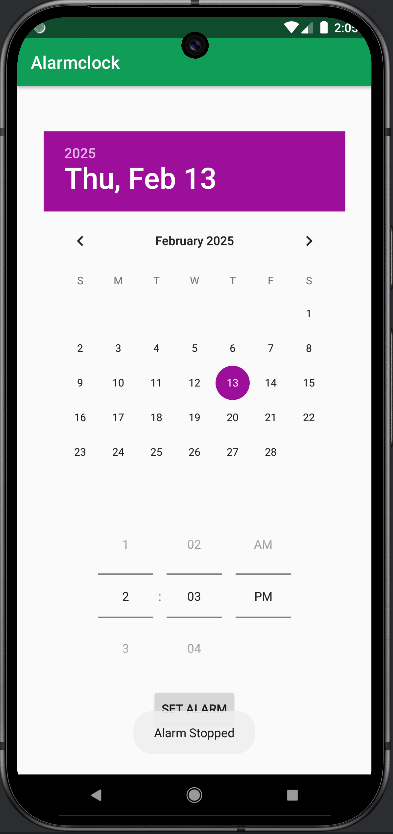 2:05
Alarmclock
2025
Thu, Feb 13
February 2025
S M T W T F S
1
2 3 4 5 6 7 8
9 10 11 12 13 14 15
16 17 18 19 20 21 22
23 24 25 26 27 28
1 02 AM
2 : 03 PM
3 04
SET ALARM
Alarm Stopped